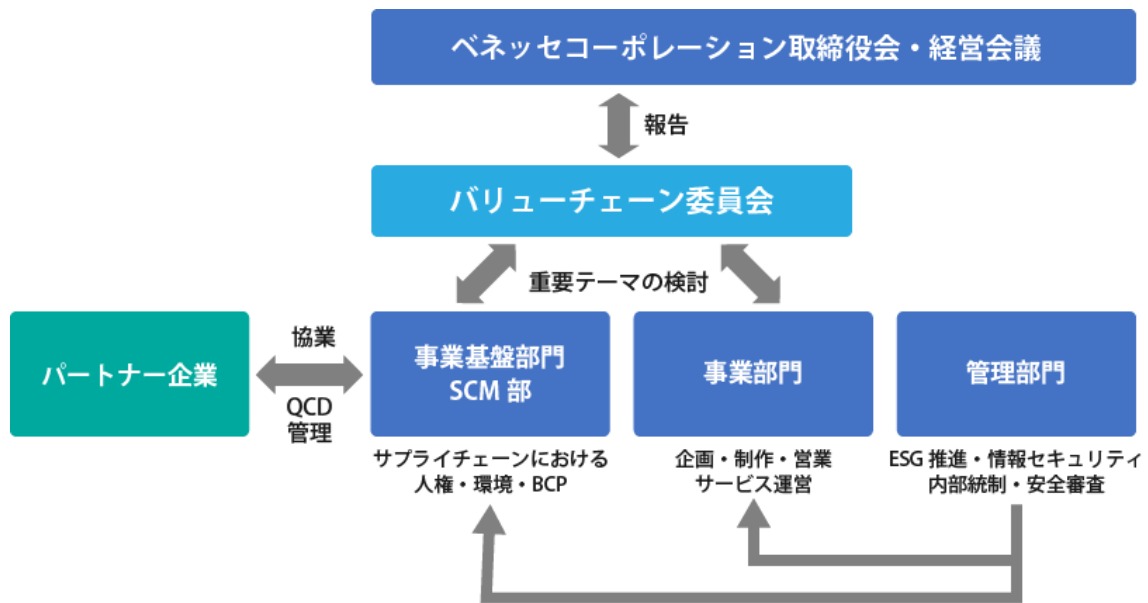 ベネッセコーポレーション取締役会・経営会議
報告
バリューチェーン委員会
重要テーマの検討
パートナー企業
協業
QCD
管理
事業基盤部門
SCM 部
事業部門
管理部門
サプライチェーンにおける
人権・環境・BCP
企画・制作・営業
サービス運営
ESG 推進・情報セキュリティ
内部統制・安全審査